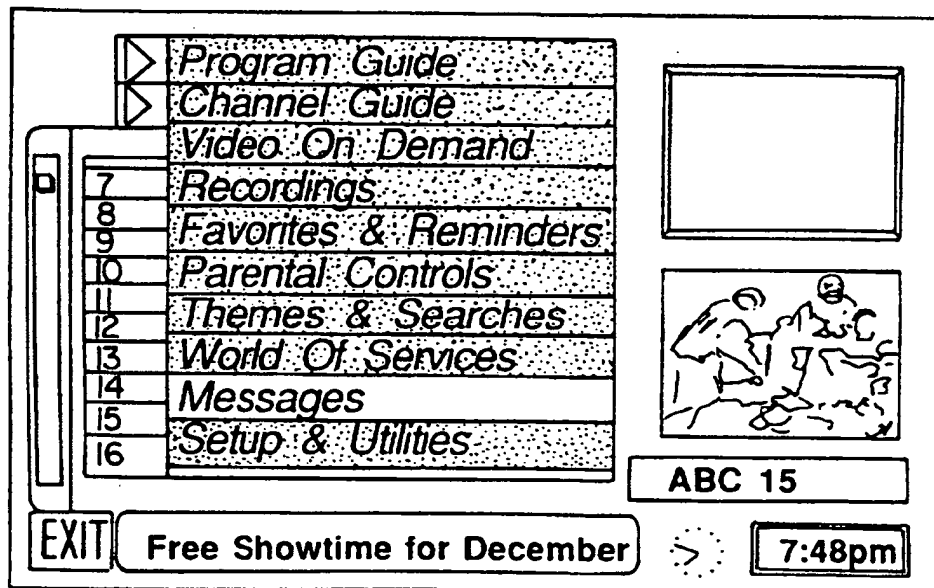 Program Guide
Channel Guide
Video On Demand
7 Recordings
8
9 Favorites & Reminders
10 Parental Controls
11
12 Themes & Searches
13 World Of Services
14 Messages
15
16 Setup & Utilities
ABC 15
EXIT Free Showtime for December 7:48pm